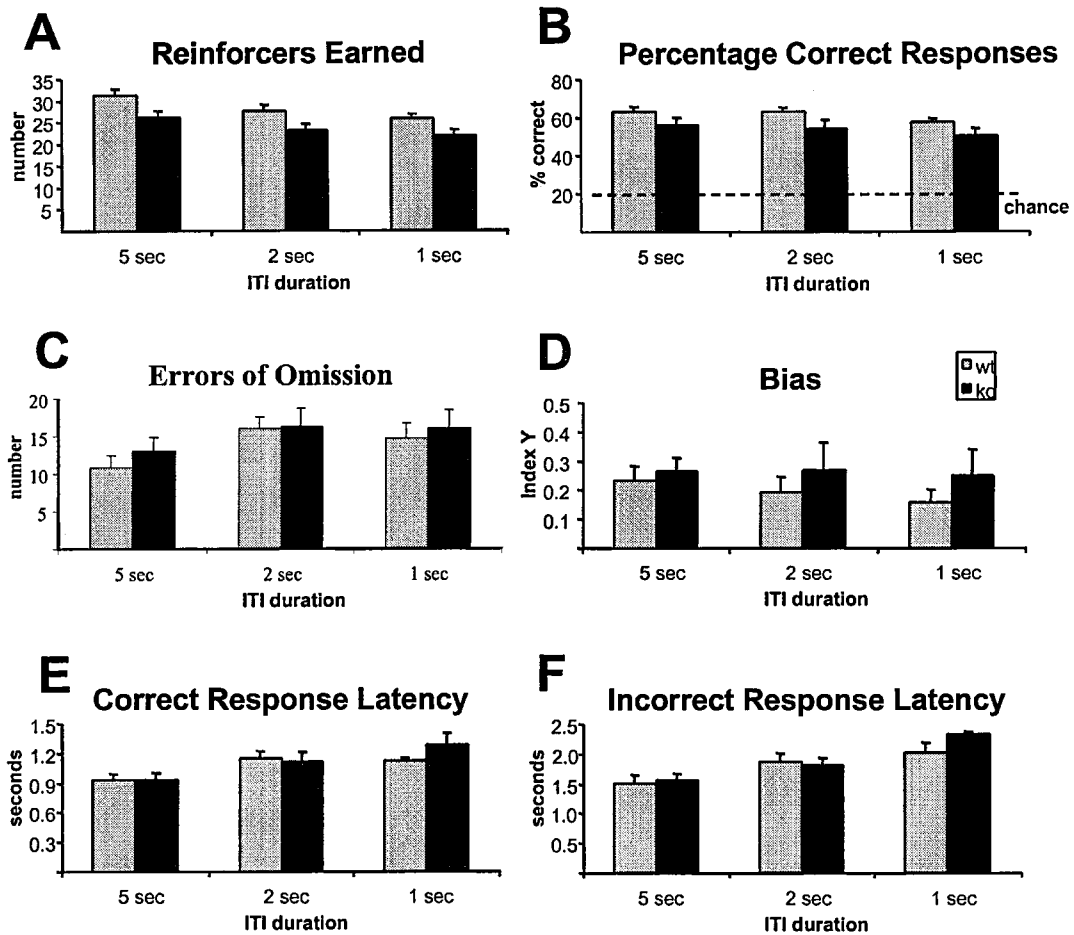 A
Reinforcers Earned
35
30
25
20
15
10
5
number
5 sec
2 sec
1 sec
ITI duration
B
Percentage Correct Responses
80
60
40
20
% correct
chance
5 sec
2 sec
1 sec
ITI duration
C
Errors of Omission
20
15
10
5
number
5 sec
2 sec
1 sec
ITI duration
D
Bias
wt
ko
0.5
0.4
0.3
0.2
0.1
Index Y
5 sec
2 sec
1 sec
ITI duration
E
Correct Response Latency
1.5
1.2
0.9
0.6
0.3
seconds
5 sec
2 sec
1 sec
ITI duration
F
Incorrect Response Latency
2.5
2.0
1.5
1.0
0.5
seconds
5 sec
2 sec
1 sec
ITI duration